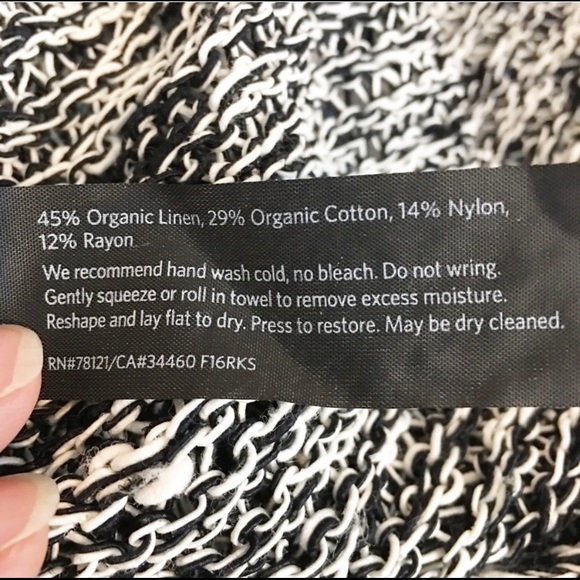 45% Organic Linen, 29% Organic Cotton, 14% Nylon,
12% Rayon
We recommend hand wash cold, no bleach. Do not wring.
Gently squeeze or roll in towel to remove excess moisture.
Reshape and lay flat to dry. Press to restore. May be dry cleaned.
RN#78121/CA#34460 F16RKS